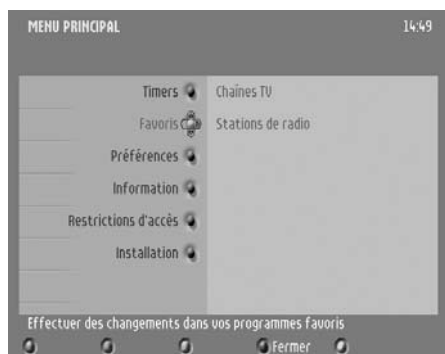 MENU PRINCIPAL 14:49
Timers Chaînes TV
Favoris Stations de radio
Préférences
Information
Restrictions d'accès
Installation
Effectuer des changements dans vos programmes favoris
Fermer